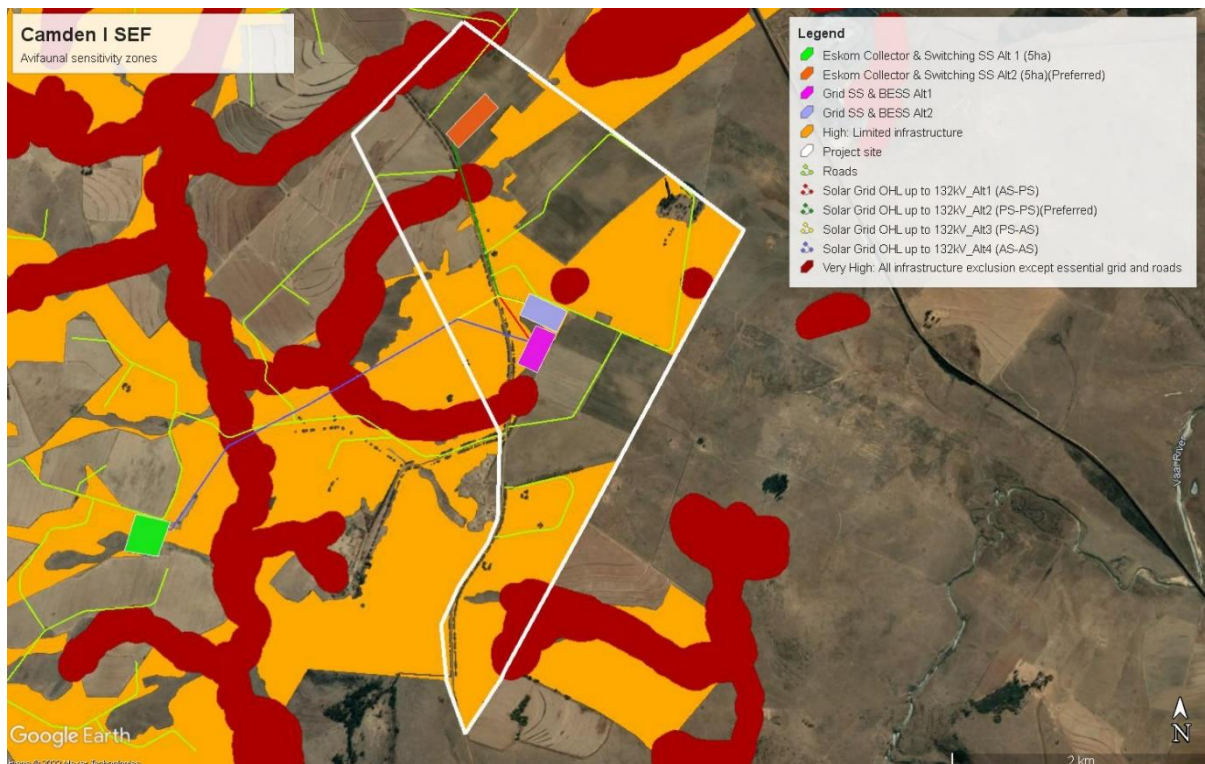 Camden I SEF
Avifaunal sensitivity zones
Legend
Eskom Collector & Switching SS Alt 1 (5ha)
Eskom Collector & Switching SS Alt2 (5ha)(Preferred)
Grid SS & BESS Alt1
Grid SS & BESS Alt2
High: Limited infrastructure
Project site
Roads
Solar Grid OHL up to 132kV_Alt1 (AS-PS)
Solar Grid OHL up to 132kV_Alt2 (PS-PS)(Preferred)
Solar Grid OHL up to 132kV_Alt3 (PS-AS)
Solar Grid OHL up to 132kV_Alt4 (AS-AS)
Very High: All infrastructure exclusion except essential grid and roads
Vaal River
Google Earth
N
2 km